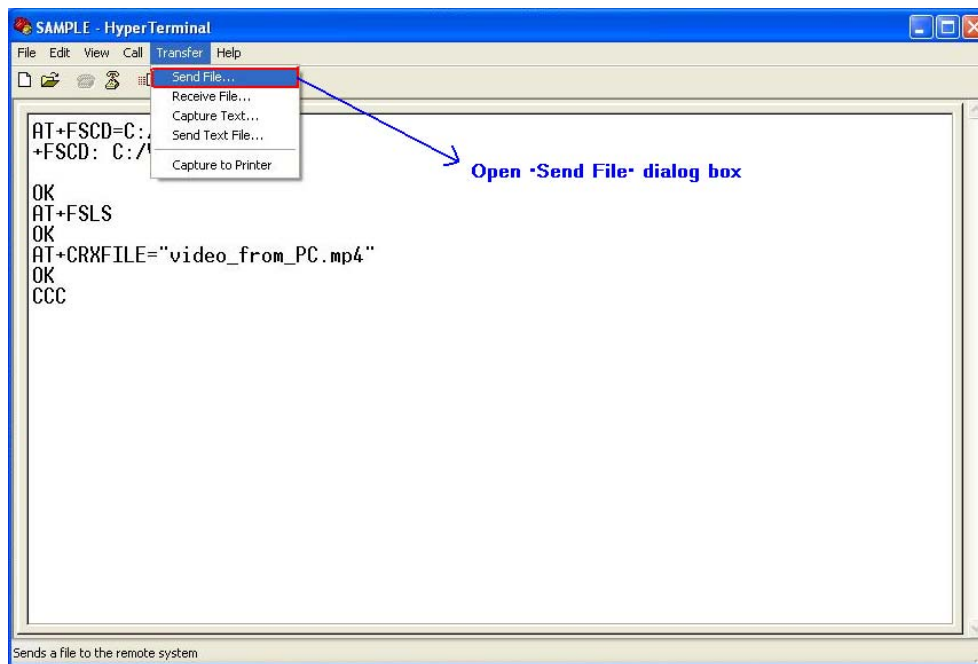 SAMPLE - HyperTerminal
File Edit View Call Transfer Help
Send File...
Receive File...
Capture Text...
Send Text File...
Capture to Printer
AT+FSCD=C:/
+FSCD: C:/
OK
AT+FSLS
OK
AT+CRXFILE="video_from_PC.mp4"
OK
CCC
Open "Send File" dialog box
Sends a file to the remote system